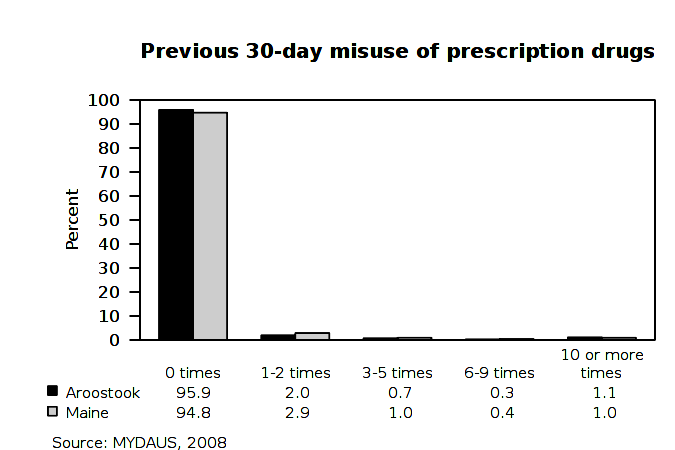 Previous 30-day misuse of prescription drugs
100
90
80
70
60
50
40
30
20
10
0
Percent
0 times 1-2 times 3-5 times 6-9 times 10 or more times
Aroostook 95.9 2.0 0.7 0.3 1.1
Maine 94.8 2.9 1.0 0.4 1.0
Source: MYDAUS, 2008